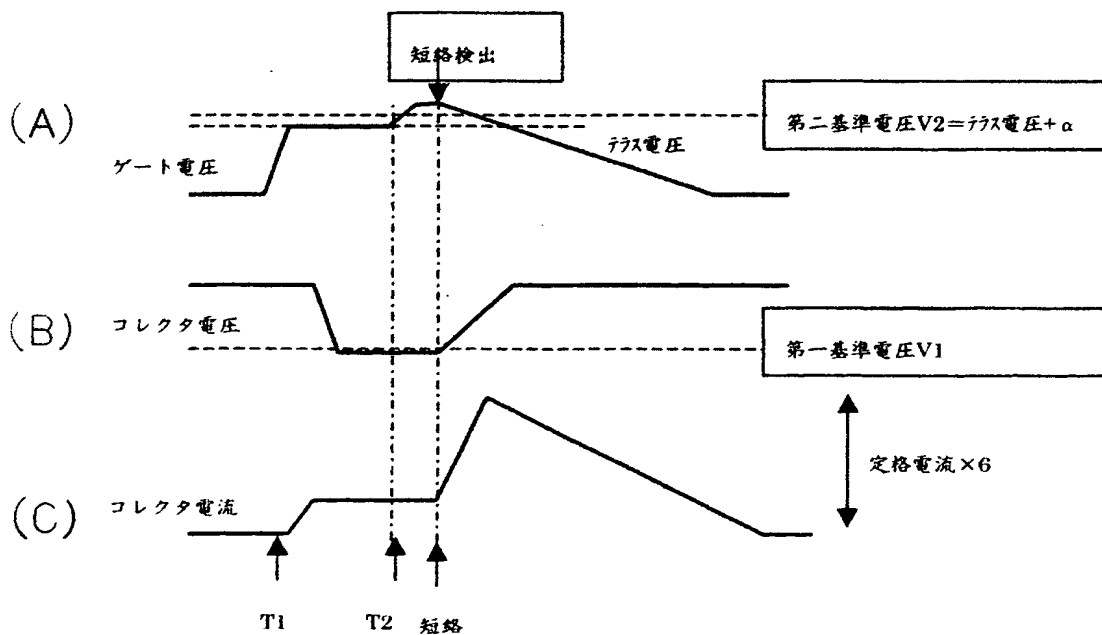 短絡検出
(A)
第二基準電圧V2=テラス電圧+α
ゲート電圧
テラス電圧
(B)
コレクタ電圧
第一基準電圧V1
定格電流×6
(C)
コレクタ電流
T1
T2
短絡